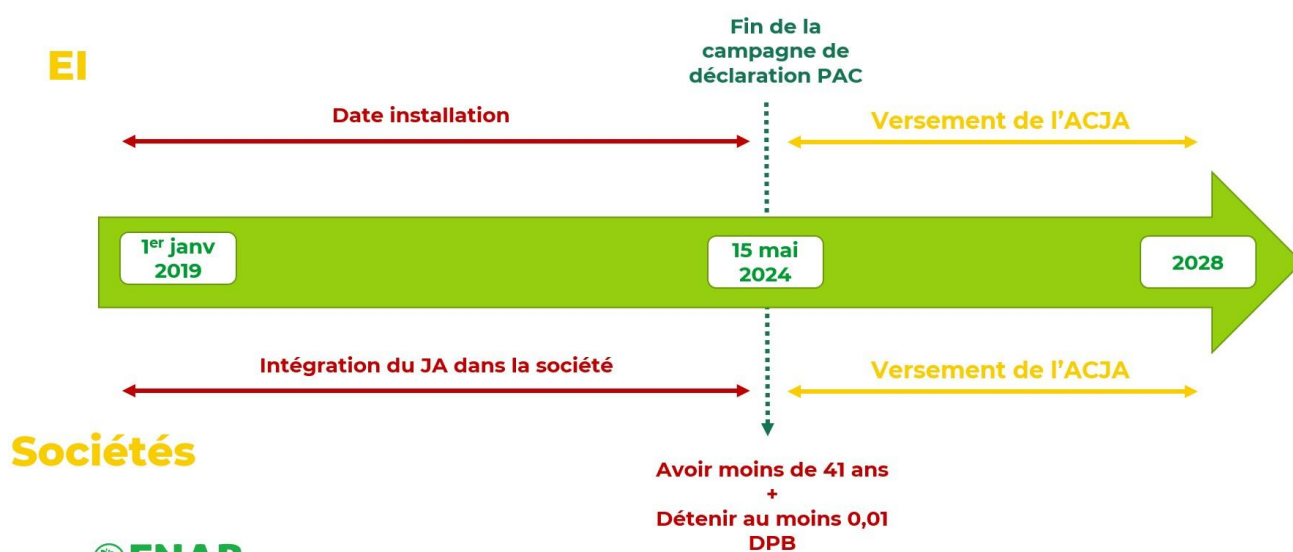 Fin de la
campagne de
déclaration PAC
EI
Date installation
Versement de l'ACJA
1er janv
2019
15 mai
2024
2028
Intégration du JA dans la société
Versement de l'ACJA
Sociétés
Avoir moins de 41 ans
+
Détenir au moins 0,01
DPB